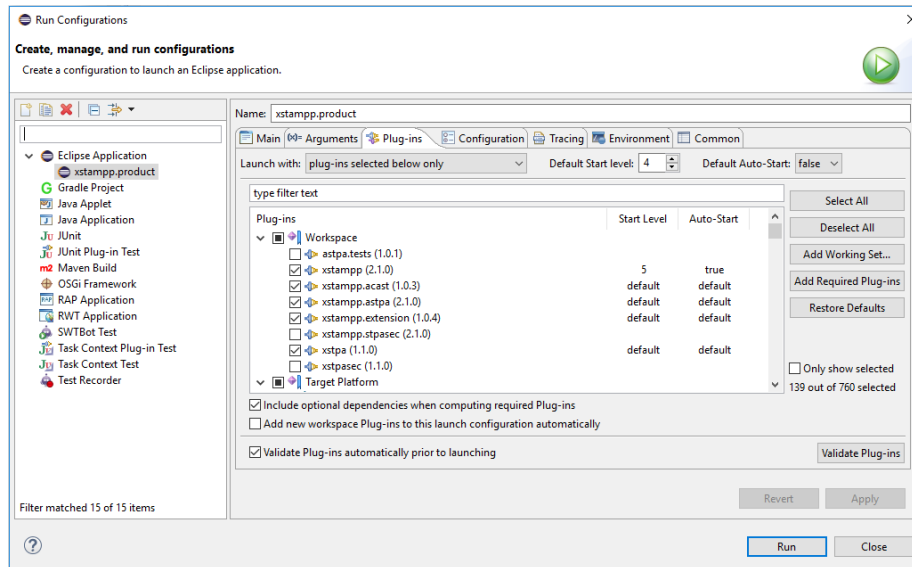 Run Configurations
Create, manage, and run configurations
Create a configuration to launch an Eclipse application.
Eclipse Application
xstampp.product
Gradle Project
Java Applet
Java Application
JUnit
JUnit Plug-in Test
Maven Build
OSGi Framework
RAP Application
RWT Application
SWTBot Test
Task Context Plug-in Test
Task Context Test
Test Recorder
Filter matched 15 of 15 items
Name: xstampp.product
Main Arguments Plug-ins Configuration Tracing Environment Common
Launch with: plug-ins selected below only Default Start level: 4 Default Auto-Start: false
type filter text
Plug-ins Start Level Auto-Start
Workspace
astpa.tests (1.0.1)
xstampp (2.1.0) 5 true
xstampp.acast (1.0.3) default default
xstampp.astpa (2.1.0) default default
xstampp.extension (1.0.4) default default
xstampp.stpasec (2.1.0)
xstpa (1.1.0) default default
xstpasec (1.1.0)
Target Platform
Select All
Deselect All
Add Working Set...
Add Required Plug-ins
Restore Defaults
Only show selected
139 out of 760 selected
Include optional dependencies when computing required Plug-ins
Add new workspace Plug-ins to this launch configuration automatically
Validate Plug-ins automatically prior to launching Validate Plug-ins
Revert Apply
? Run Close